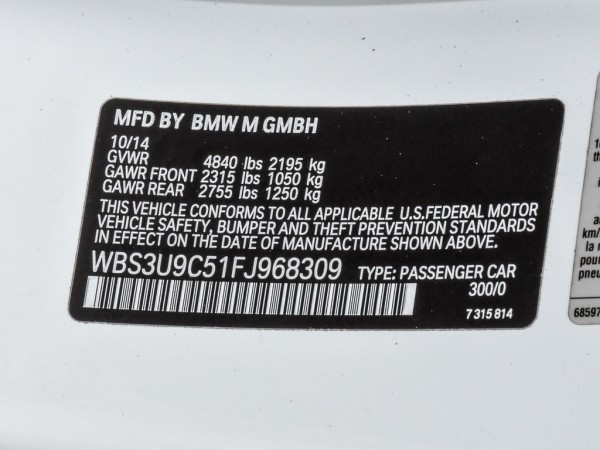 MFD BY BMW M GMBH
10/14
GVWR 4840 lbs 2195 kg
GAWR FRONT 2315 lbs 1050 kg
GAWR REAR 2755 lbs 1250 kg
THIS VEHICLE CONFORMS TO ALL APPLICABLE U.S.FEDERAL MOTOR
VEHICLE SAFETY, BUMPER AND THEFT PREVENTION STANDARDS
IN EFFECT ON THE DATE OF MANUFACTURE SHOWN ABOVE.
WBS3U9C51FJ968309 TYPE: PASSENGER CAR
300/0
7 315 814
km/
la
pour
pneu
68597